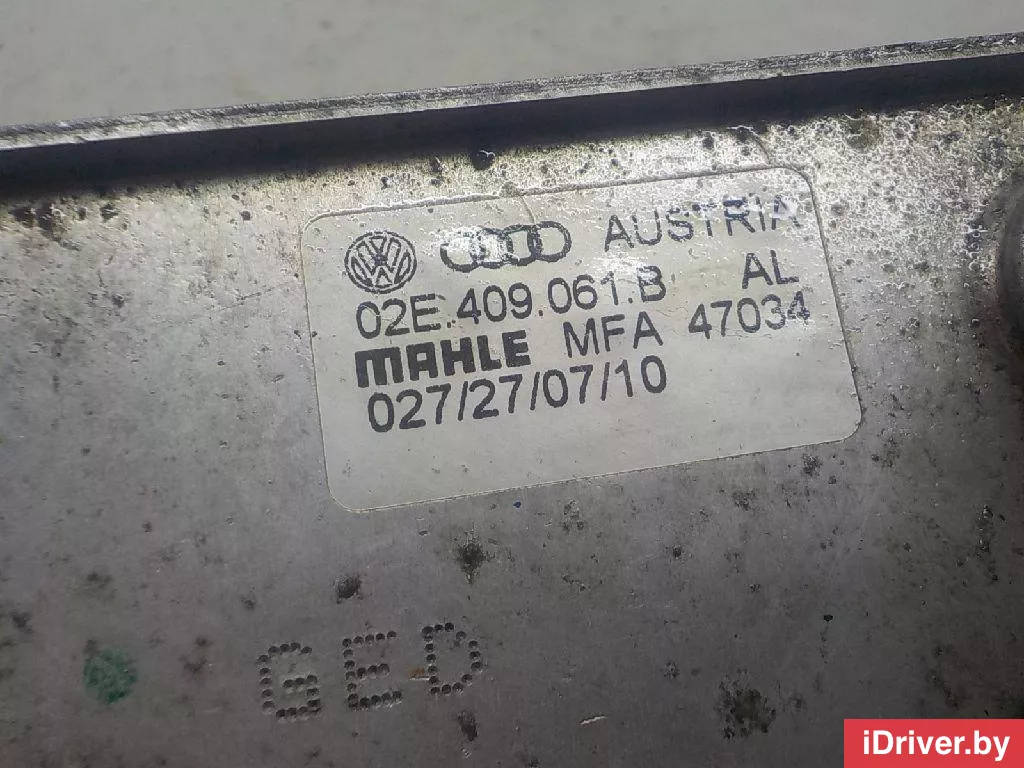 AUSTRIA
02E.409.061.B AL
MAHLE MFA 47034
027/27/07/10
GED
iDriver.by